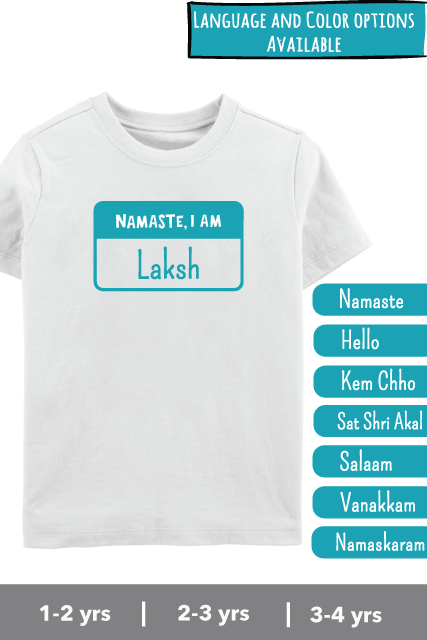 Language and Color options
Available
Namaste, I am
Laksh
Namaste
Hello
Kem Chho
Sat Shri Akal
Salaam
Vanakkam
Namaskaram
1-2 yrs | 2-3 yrs | 3-4 yrs